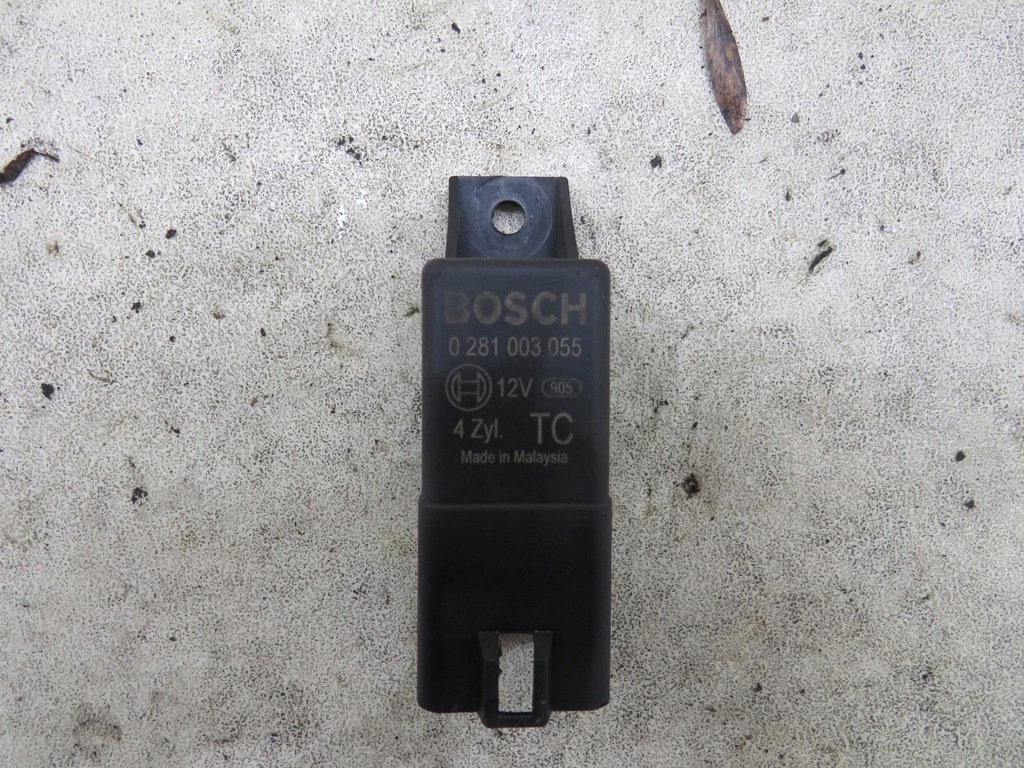 BOSCH
0 281 003 055
12V 905
4 Zyl. TC
Made in Malaysia